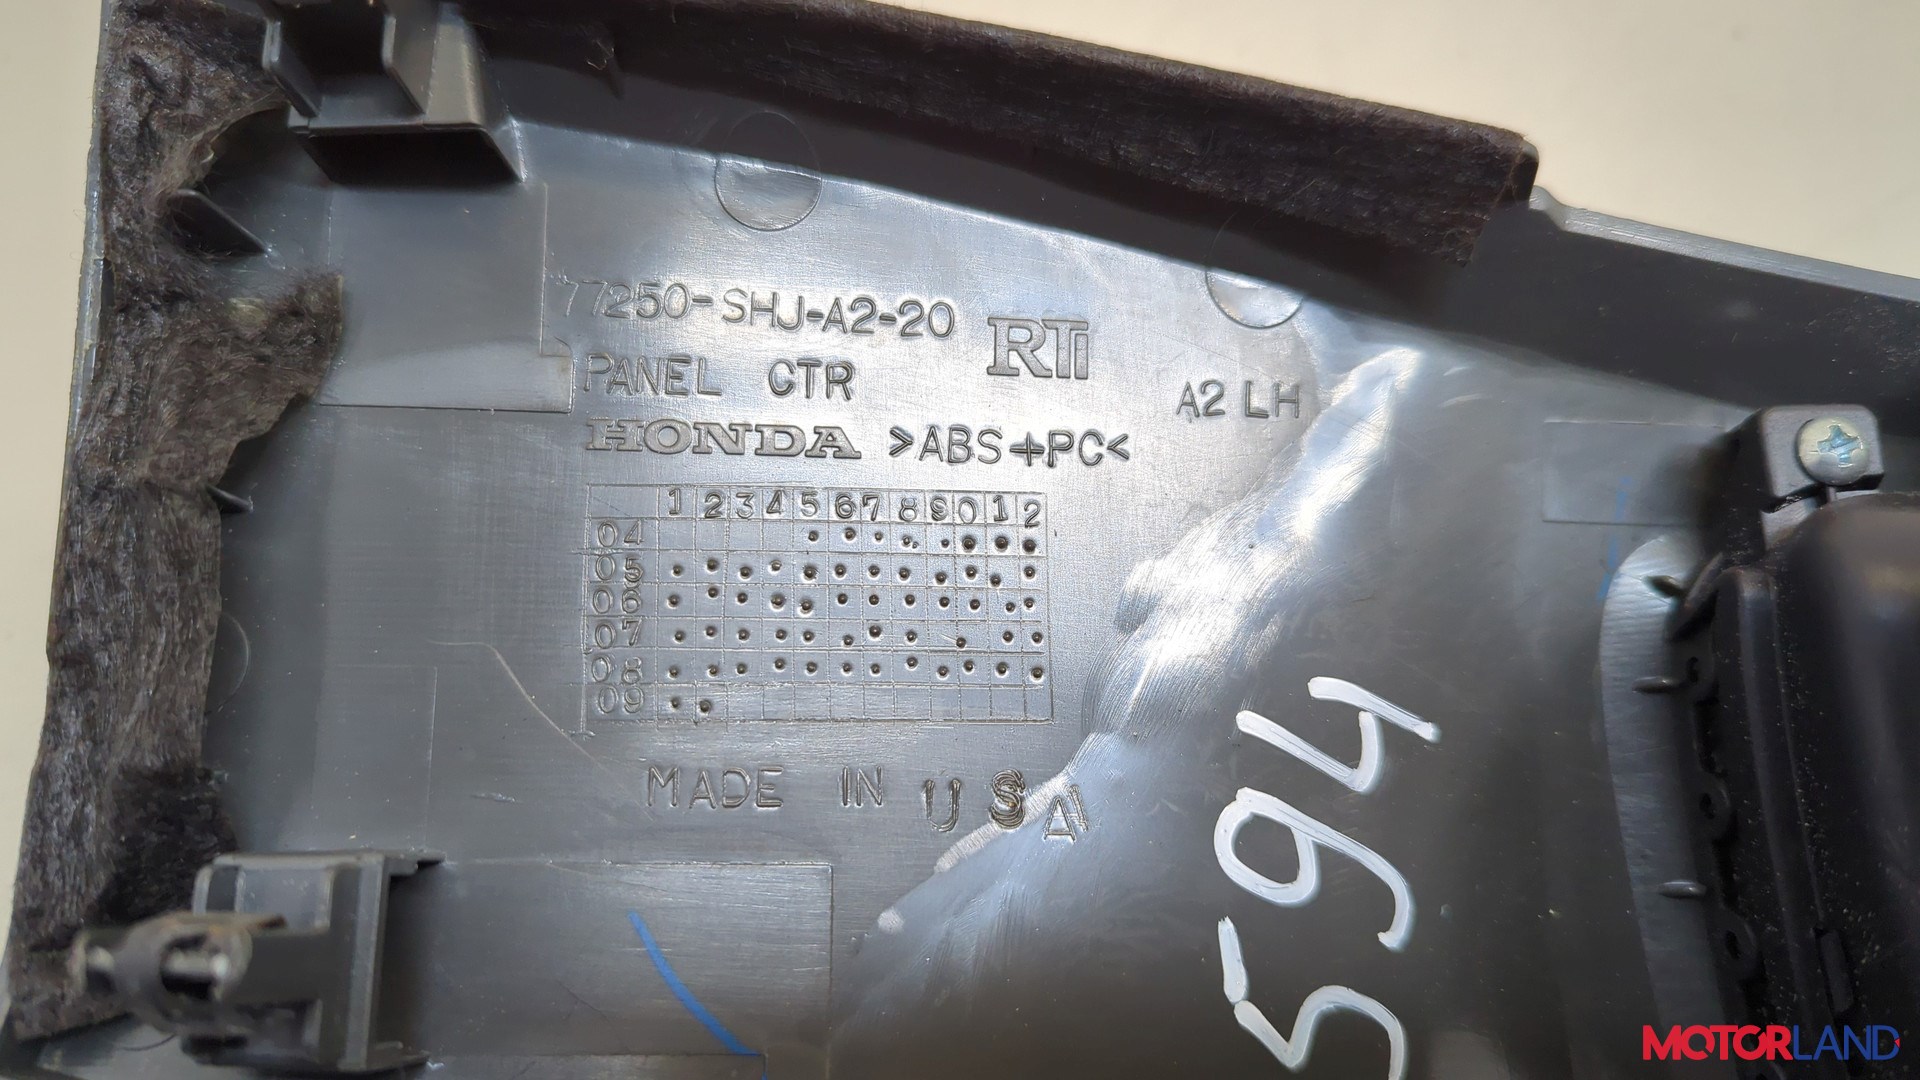 77250-SHJ-A2-20
RTi
PANEL CTR
A2 LH
HONDA >ABS+PC<
1 2 3 4 5 6 7 8 9 0 1 2
04
05
06
07
08
09
MADE IN USA
594
MOTORLAND